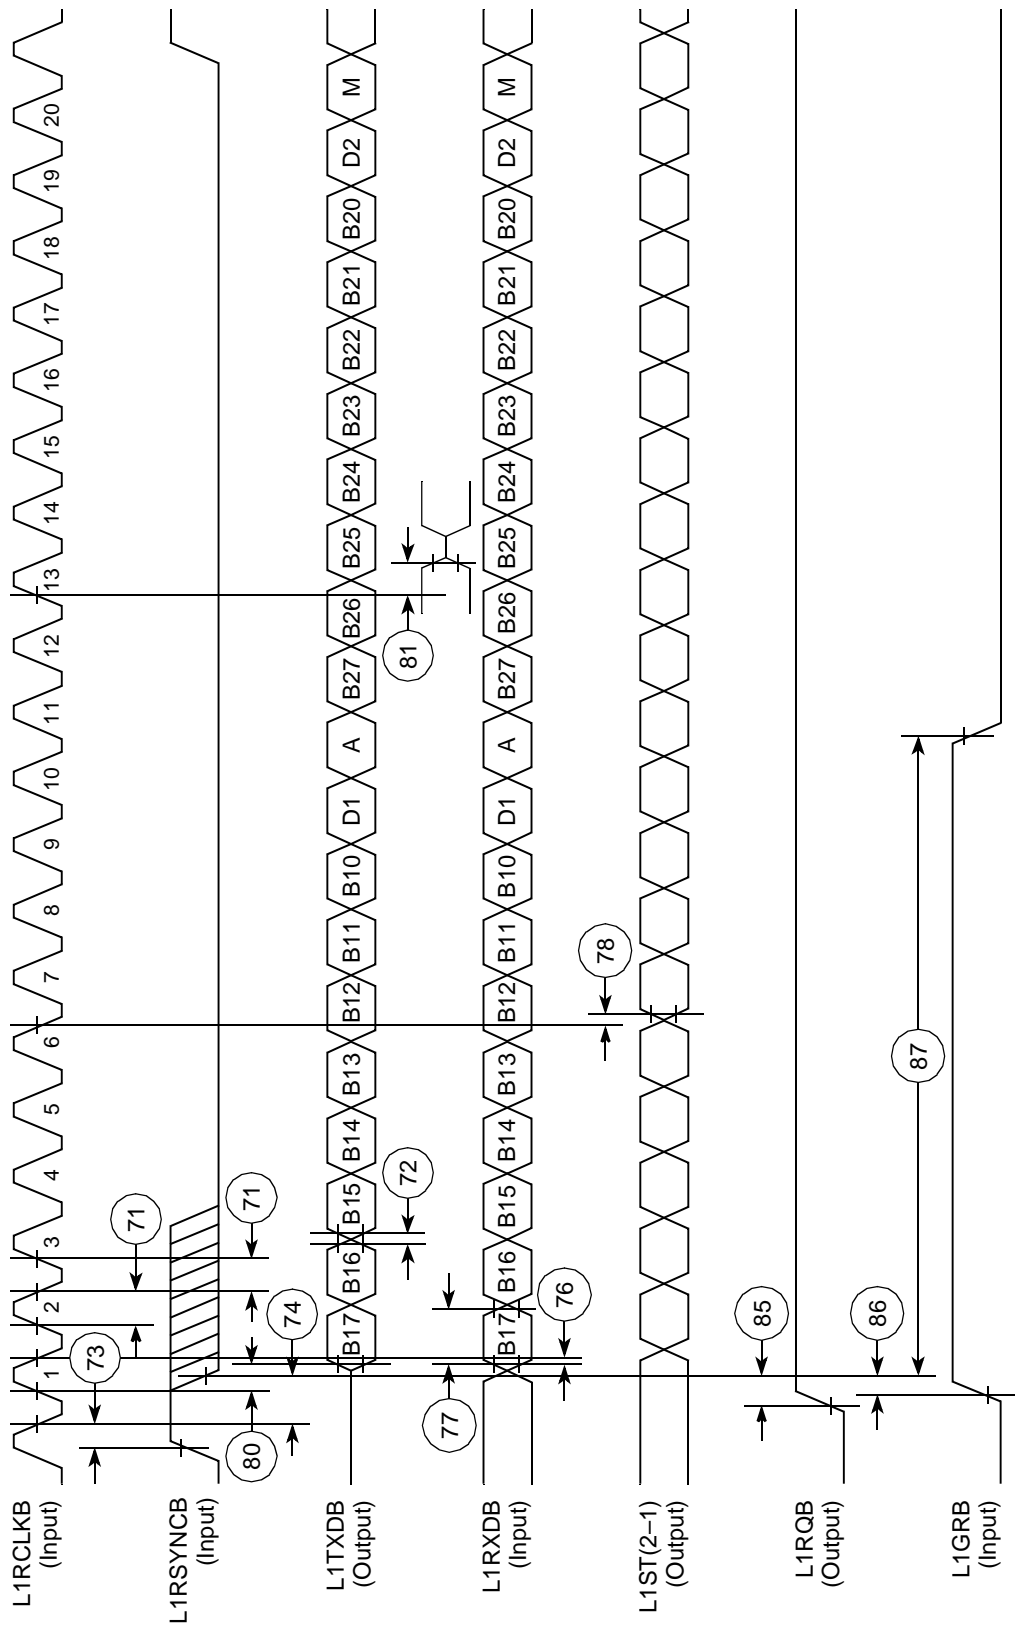 1 2 3 4 5 6 7 8 9 10 11 12 13 14 15 16 17 18 19 20
L1RCLKB
(Input)
73 71
L1RSYNCB
(Input)
80 74 71
B17 B16 B15 B14 B13 B12 B11 B10 D1 A B27 B26 B25 B24 B23 B22 B21 B20 D2 M
L1TXDB
(Output)
77 72 81
B17 B16 B15 B14 B13 B12 B11 B10 D1 A B27 B26 B25 B24 B23 B22 B21 B20 D2 M
L1RXDB
(Input)
76 78
L1ST(2–1)
(Output)
85
L1RQB
(Output)
86 87
L1GRB
(Input)